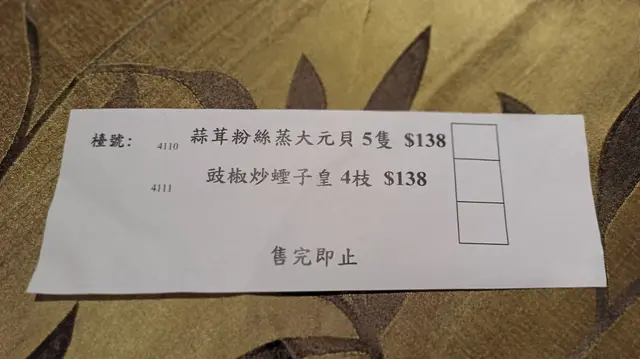 檯號: 4110 蒜茸粉絲蒸大元貝 5隻 $138
4111 豉椒炒蟶子皇 4枝 $138
售完即止